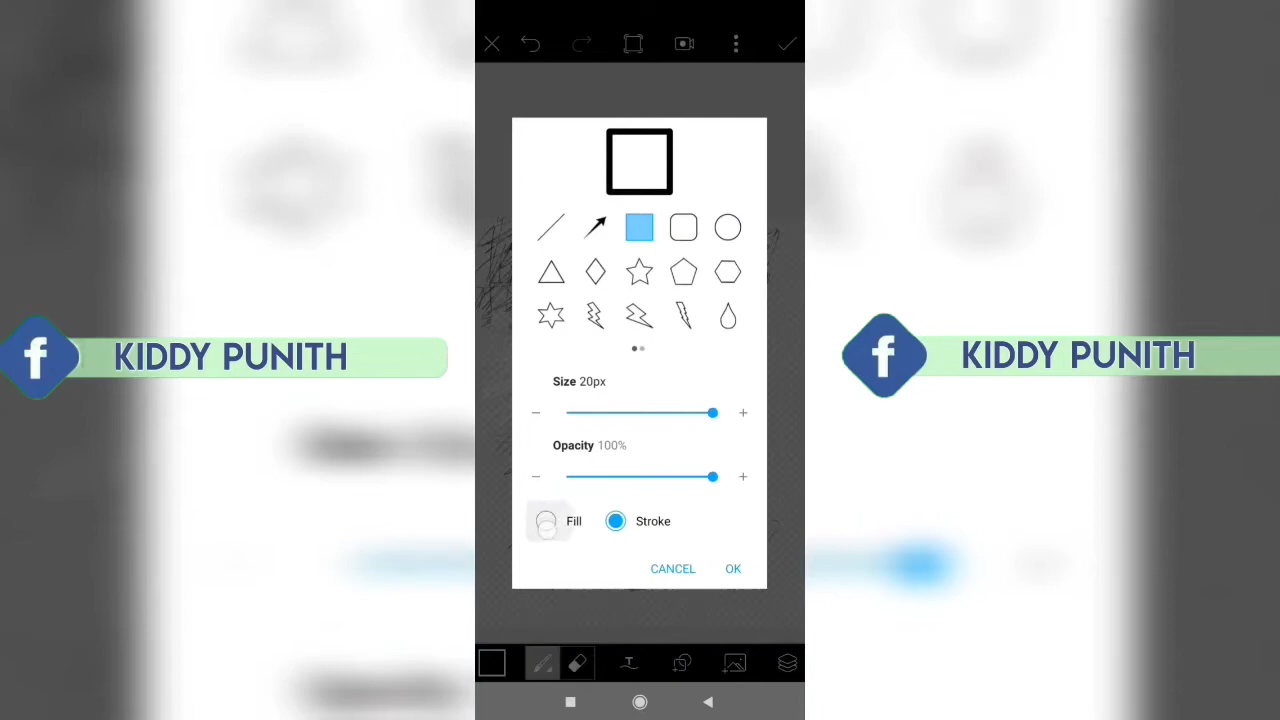 Size 20px
Opacity 100%
Fill Stroke
CANCEL OK
f KIDDY PUNITH
f KIDDY PUNITH